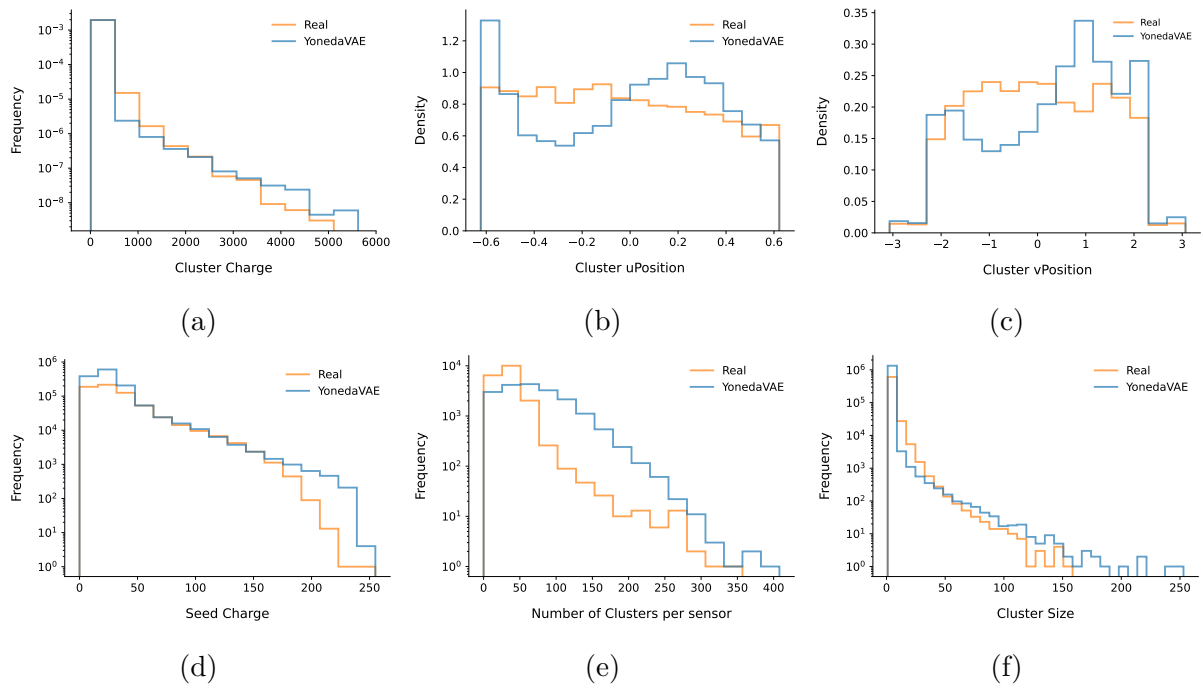 10⁻³
10⁻⁴
10⁻⁵
10⁻⁶
10⁻⁷
10⁻⁸
Frequency
0 1000 2000 3000 4000 5000 6000
Cluster Charge
Real
YonedaVAE
(a)
1.2
1.0
0.8
0.6
0.4
0.2
0.0
Density
−0.6 −0.4 −0.2 0.0 0.2 0.4 0.6
Cluster uPosition
Real
YonedaVAE
(b)
0.35
0.30
0.25
0.20
0.15
0.10
0.05
0.00
Density
−3 −2 −1 0 1 2 3
Cluster vPosition
Real
YonedaVAE
(c)
10⁶
10⁵
10⁴
10³
10²
10¹
10⁰
Frequency
0 50 100 150 200 250
Seed Charge
Real
YonedaVAE
(d)
10⁴
10³
10²
10¹
10⁰
Frequency
0 50 100 150 200 250 300 350 400
Number of Clusters per sensor
Real
YonedaVAE
(e)
10⁶
10⁵
10⁴
10³
10²
10¹
10⁰
Frequency
0 50 100 150 200 250
Cluster Size
Real
YonedaVAE
(f)